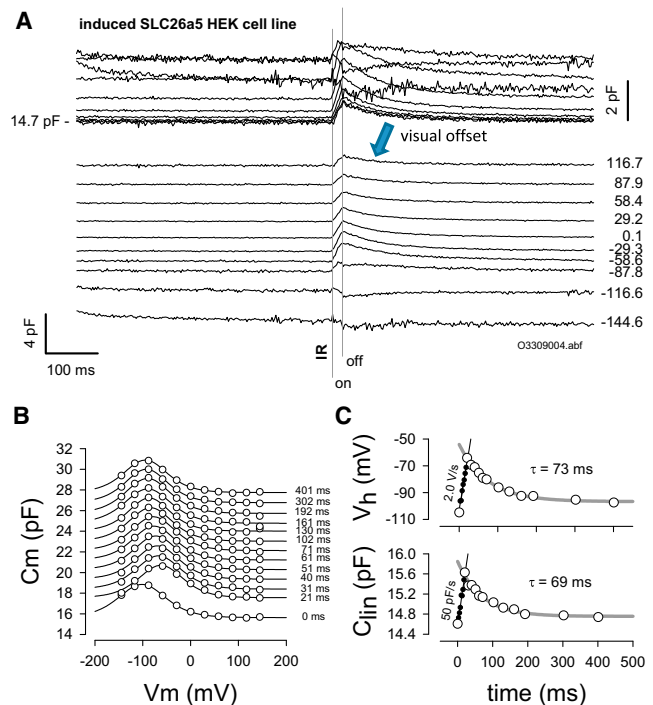 A
induced SLC26a5 HEK cell line
14.7 pF -
2 pF
visual offset
116.7
87.9
58.4
29.2
0.1
-29.3
-58.6
-87.8
-116.6
-144.6
4 pF
100 ms
IR
off
on
O3309004.abf
B
Cm (pF)
32
30
28
26
24
22
20
18
16
14
401 ms
302 ms
192 ms
161 ms
130 ms
102 ms
71 ms
61 ms
51 ms
40 ms
31 ms
21 ms
0 ms
-200
-100
0
100
200
Vm (mV)
C
Vh (mV)
-50
-70
-90
-110
2.0 V/s
τ = 73 ms
Clin (pF)
16.0
15.6
15.2
14.8
14.4
50 pF/s
τ = 69 ms
0
100
200
300
400
500
time (ms)